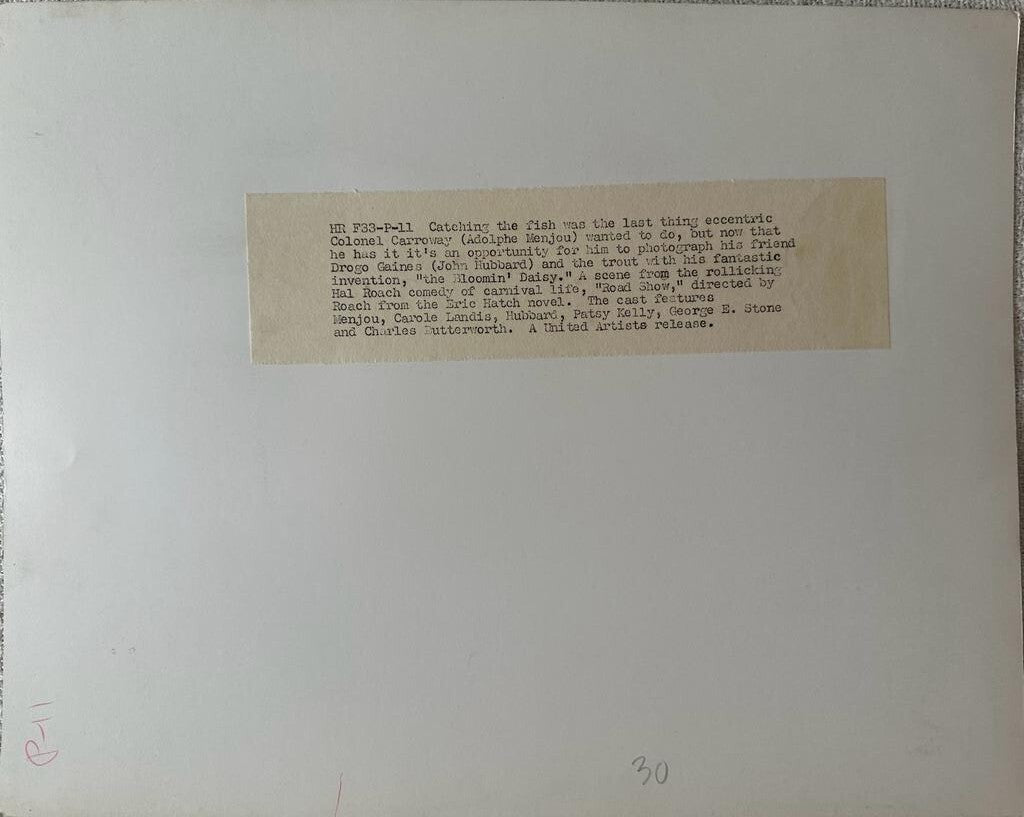 HR F33-P-11  Catching the fish was the last thing eccentric
Colonel Carroway (Adolphe Menjou) wanted to do, but now that
he has it it's an opportunity for him to photograph his friend
Drogo Gaines (John Hubbard) and the trout with his fantastic
invention, "the Bloomin' Daisy." A scene from the rollicking
Hal Roach comedy of carnival life, "Road Show," directed by
Roach from the Eric Hatch novel.  The cast features
Menjou, Carole Landis, Hubbard, Patsy Kelly, George E. Stone
and Charles Butterworth.  A United Artists release.
P-11
30